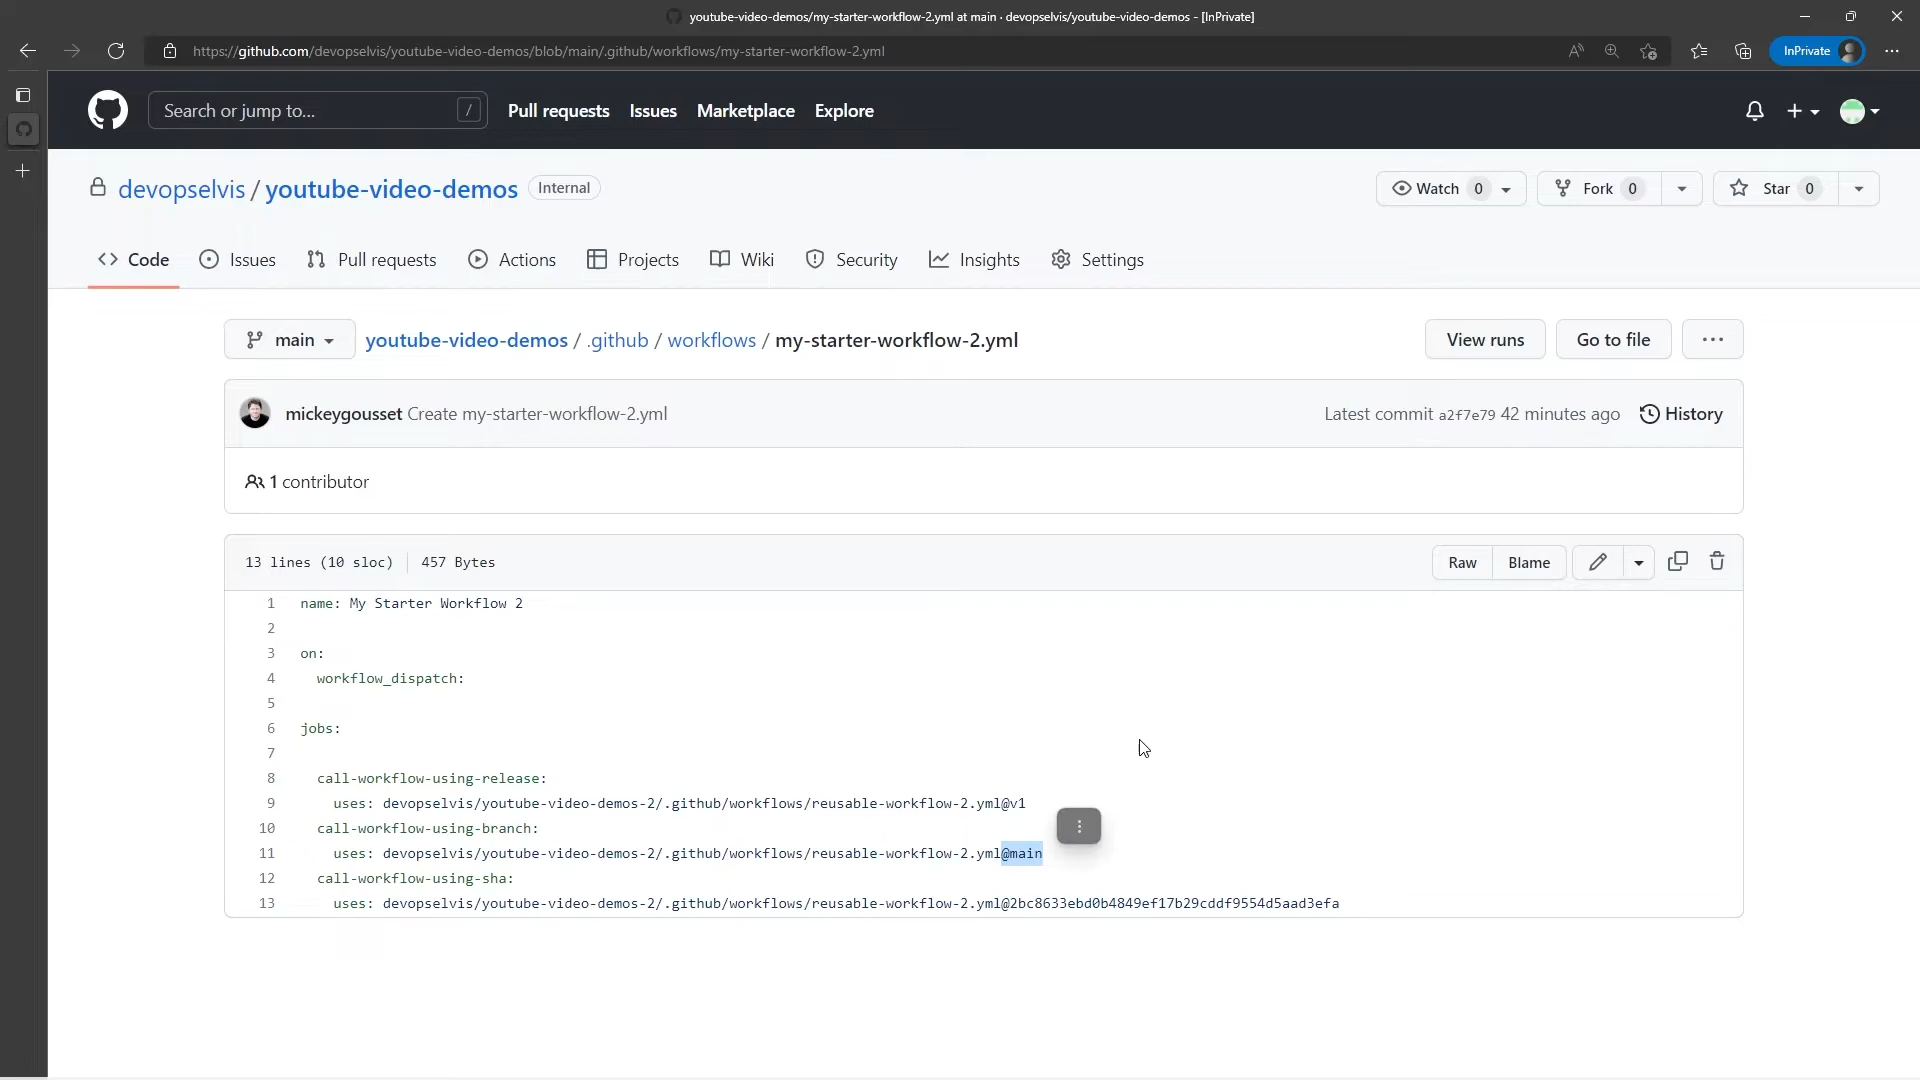 youtube-video-demos/my-starter-workflow-2.yml at main · devopselvis/youtube-video-demos - [InPrivate]
https://github.com/devopselvis/youtube-video-demos/blob/main/.github/workflows/my-starter-workflow-2.yml
InPrivate
Search or jump to... /
Pull requests Issues Marketplace Explore
devopselvis / youtube-video-demos Internal
Watch 0 Fork 0 Star 0
Code Issues Pull requests Actions Projects Wiki Security Insights Settings
main youtube-video-demos / .github / workflows / my-starter-workflow-2.yml
View runs Go to file
mickeygousset Create my-starter-workflow-2.yml
Latest commit a2f7e79 42 minutes ago History
1 contributor
13 lines (10 sloc) 457 Bytes
Raw Blame
1 name: My Starter Workflow 2
2
3 on:
4 workflow_dispatch:
5
6 jobs:
7
8 call-workflow-using-release:
9 uses: devopselvis/youtube-video-demos-2/.github/workflows/reusable-workflow-2.yml@v1
10 call-workflow-using-branch:
11 uses: devopselvis/youtube-video-demos-2/.github/workflows/reusable-workflow-2.yml@main
12 call-workflow-using-sha:
13 uses: devopselvis/youtube-video-demos-2/.github/workflows/reusable-workflow-2.yml@2bc8633ebd0b4849ef17b29cddf9554d5aad3efa